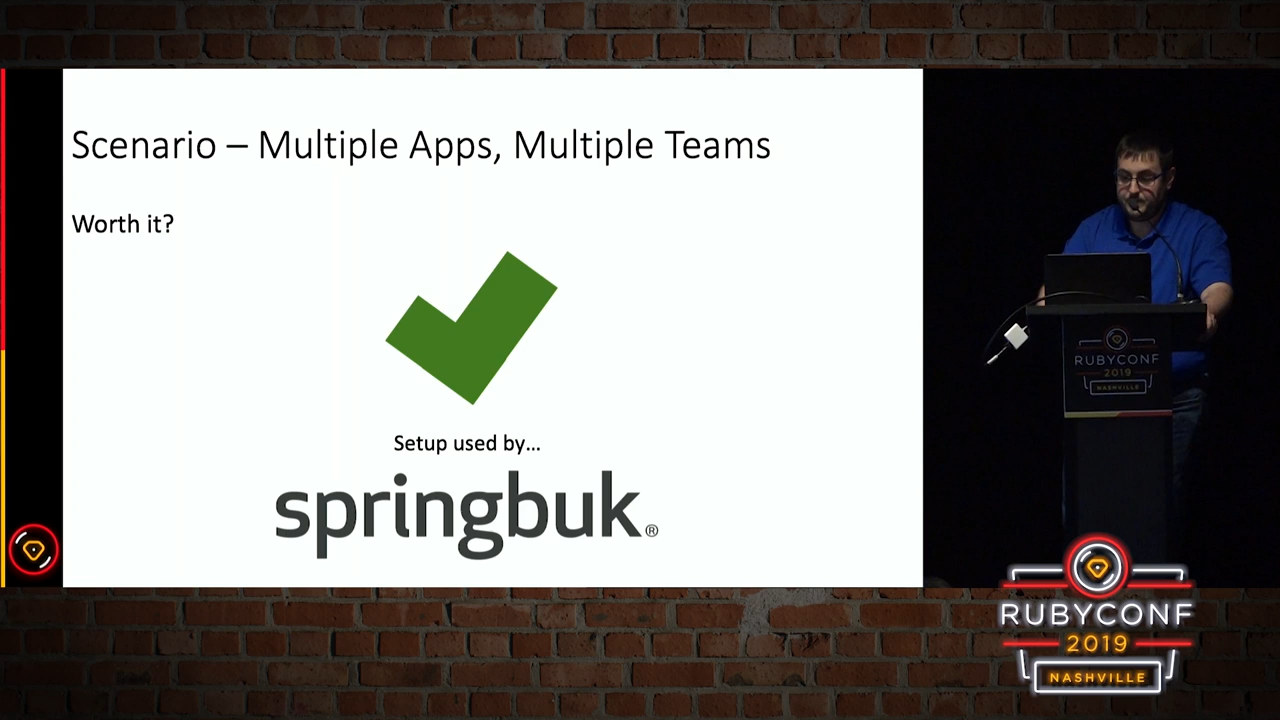 Scenario – Multiple Apps, Multiple Teams
Worth it?
Setup used by...
springbuk®
RUBYCONF
2019
NASHVILLE
RUBYCONF
2019
NASHVILLE